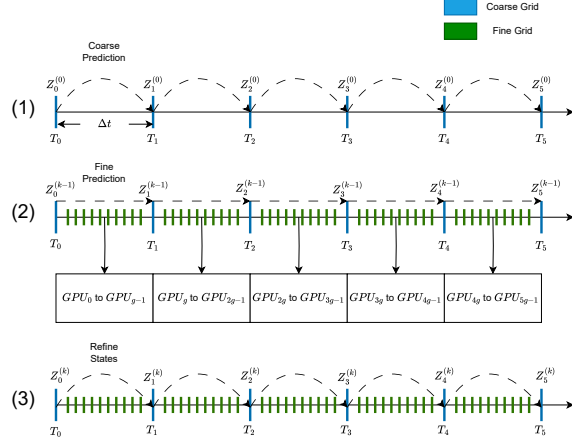 Coarse Grid
Fine Grid
Coarse
Prediction
(1)
Z_0^{(0)} Z_1^{(0)} Z_2^{(0)} Z_3^{(0)} Z_4^{(0)} Z_5^{(0)}
Δt
T_0 T_1 T_2 T_3 T_4 T_5
Fine
Prediction
(2)
Z_0^{(k-1)} Z_1^{(k-1)} Z_2^{(k-1)} Z_3^{(k-1)} Z_4^{(k-1)} Z_5^{(k-1)}
T_0 T_1 T_2 T_3 T_4 T_5
GPU_0 to GPU_{g-1} GPU_g to GPU_{2g-1} GPU_{2g} to GPU_{3g-1} GPU_{3g} to GPU_{4g-1} GPU_{4g} to GPU_{5g-1}
Refine
States
(3)
Z_0^{(k)} Z_1^{(k)} Z_2^{(k)} Z_3^{(k)} Z_4^{(k)} Z_5^{(k)}
T_0 T_1 T_2 T_3 T_4 T_5